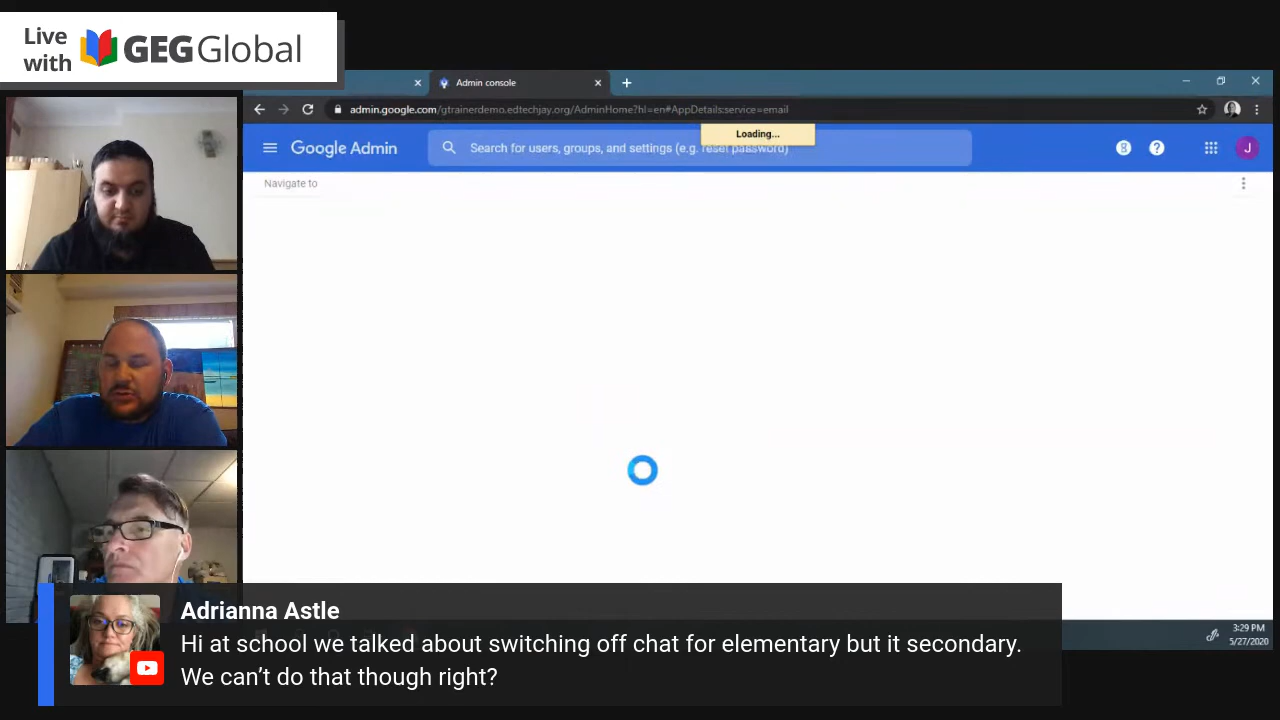 Live
with
GEG Global
Admin console
admin.google.com/gtrainerdemo.edtechjay.org/AdminHome?hl=en#AppDetails:service=email
Loading...
Google Admin
Search for users, groups, and settings (e.g. reset password)
J
Navigate to
3:29 PM
5/27/2020
Adrianna Astle
Hi at school we talked about switching off chat for elementary but it secondary.
We can’t do that though right?